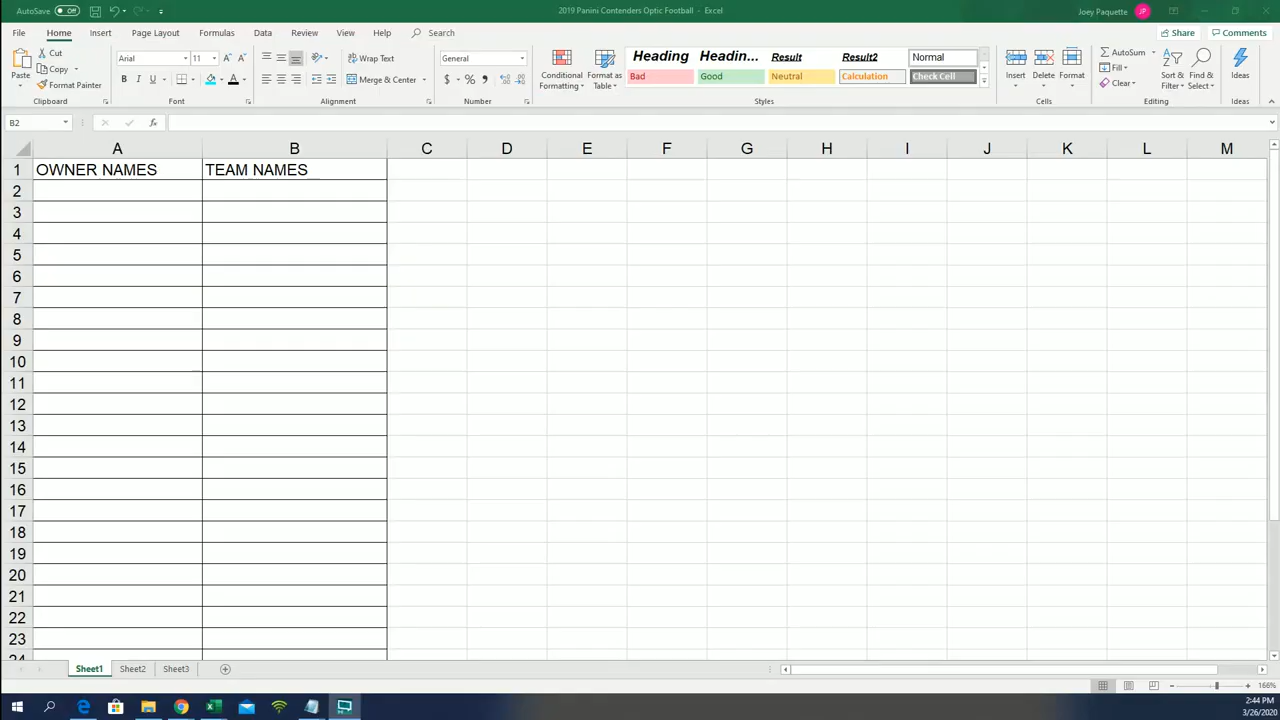 AutoSave Off 2019 Panini Contenders Optic Football - Excel Joey Paquette JP
File Home Insert Page Layout Formulas Data Review View Help Search Share Comments
Paste Cut Copy Format Painter Clipboard
Arial 11 A A B I U A Font
Wrap Text Merge & Center Alignment
General $ % , Number
Conditional Formatting Format as Table
Heading Headin... Result Result2 Normal
Bad Good Neutral Calculation Check Cell
Styles
Insert Delete Format Cells
AutoSum Fill Clear Sort & Filter Find & Select Editing
Ideas Ideas
B2 fx
A B C D E F G H I J K L M
1 OWNER NAMES TEAM NAMES
2
3
4
5
6
7
8
9
10
11
12
13
14
15
16
17
18
19
20
21
22
23
24
Sheet1 Sheet2 Sheet3
166%
2:44 PM
3/26/2020